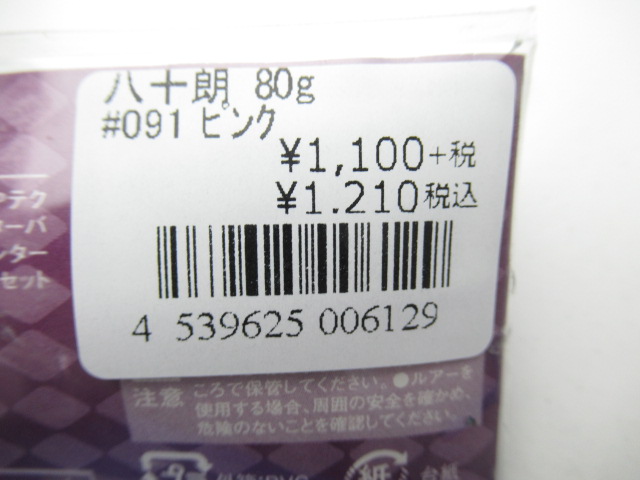 八十朗 80g
#091 ピンク
¥1,100+税
¥1,210税込
4 539625 006129
テク
ーバ
ンター
セット
注意
ころで保管してください。●ルアーを
使用する場合、周囲の安全を確かめ、
危険のないことを確認してください。
紙
台紙